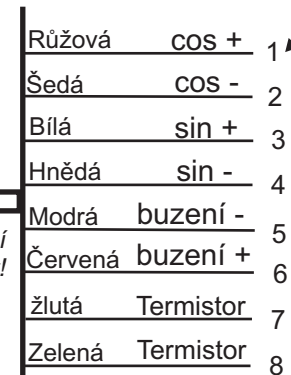 Růžová cos + 1
Šedá cos - 2
Bílá sin + 3
Hnědá sin - 4
Modrá buzení - 5
í
Červená buzení + 6
!
žlutá Termistor 7
Zelená Termistor 8